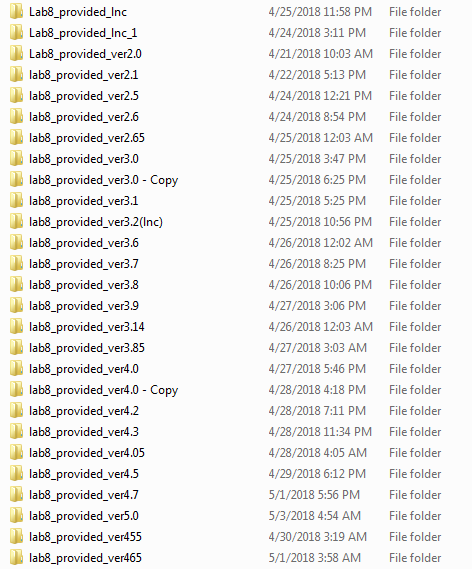 Lab8_provided_Inc 4/25/2018 11:58 PM File folder
Lab8_provided_Inc_1 4/24/2018 3:11 PM File folder
Lab8_provided_ver2.0 4/21/2018 10:03 AM File folder
lab8_provided_ver2.1 4/22/2018 5:13 PM File folder
lab8_provided_ver2.5 4/24/2018 12:21 PM File folder
lab8_provided_ver2.6 4/24/2018 8:54 PM File folder
lab8_provided_ver2.65 4/25/2018 12:03 AM File folder
lab8_provided_ver3.0 4/25/2018 3:47 PM File folder
lab8_provided_ver3.0 - Copy 4/25/2018 6:25 PM File folder
lab8_provided_ver3.1 4/25/2018 5:25 PM File folder
lab8_provided_ver3.2(Inc) 4/25/2018 10:56 PM File folder
lab8_provided_ver3.6 4/26/2018 12:02 AM File folder
lab8_provided_ver3.7 4/26/2018 8:25 PM File folder
lab8_provided_ver3.8 4/26/2018 10:06 PM File folder
lab8_provided_ver3.9 4/27/2018 3:06 PM File folder
lab8_provided_ver3.14 4/26/2018 12:03 AM File folder
lab8_provided_ver3.85 4/27/2018 3:03 AM File folder
lab8_provided_ver4.0 4/27/2018 5:46 PM File folder
lab8_provided_ver4.0 - Copy 4/28/2018 4:18 PM File folder
lab8_provided_ver4.2 4/28/2018 7:11 PM File folder
lab8_provided_ver4.3 4/28/2018 11:34 PM File folder
lab8_provided_ver4.05 4/28/2018 4:05 AM File folder
lab8_provided_ver4.5 4/29/2018 6:12 PM File folder
lab8_provided_ver4.7 5/1/2018 5:56 PM File folder
lab8_provided_ver5.0 5/3/2018 4:54 AM File folder
lab8_provided_ver455 4/30/2018 3:19 AM File folder
lab8_provided_ver465 5/1/2018 3:58 AM File folder